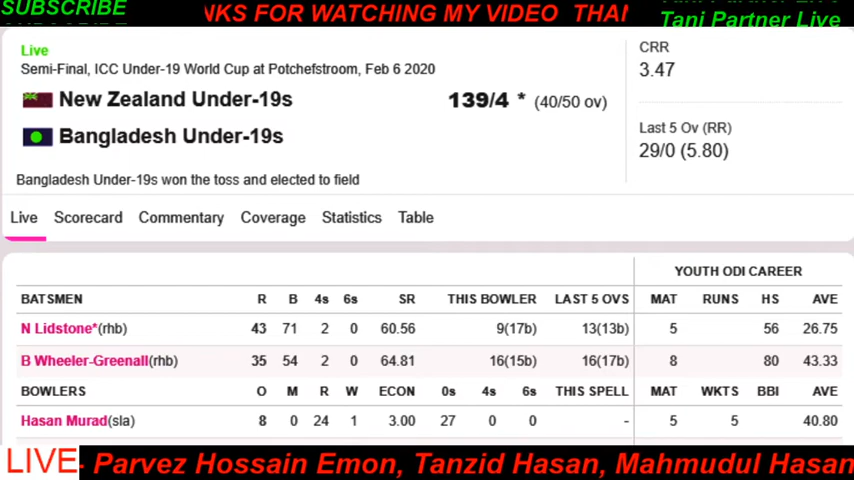 SUBSCRIBE
NKS FOR WATCHING MY VIDEO THAN
Tani Partner Live
Live
Semi-Final, ICC Under-19 World Cup at Potchefstroom, Feb 6 2020
New Zealand Under-19s 139/4 * (40/50 ov)
Bangladesh Under-19s
Bangladesh Under-19s won the toss and elected to field
CRR
3.47
Last 5 Ov (RR)
29/0 (5.80)
Live Scorecard Commentary Coverage Statistics Table
YOUTH ODI CAREER
BATSMEN R B 4s 6s SR THIS BOWLER LAST 5 OVS MAT RUNS HS AVE
N Lidstone*(rhb) 43 71 2 0 60.56 9(17b) 13(13b) 5 56 26.75
B Wheeler-Greenall(rhb) 35 54 2 0 64.81 16(15b) 16(17b) 8 80 43.33
BOWLERS O M R W ECON 0s 4s 6s THIS SPELL MAT WKTS BBI AVE
Hasan Murad(sla) 8 0 24 1 3.00 27 0 0 - 5 5 40.80
LIVE - Parvez Hossain Emon, Tanzid Hasan, Mahmudul Hasan